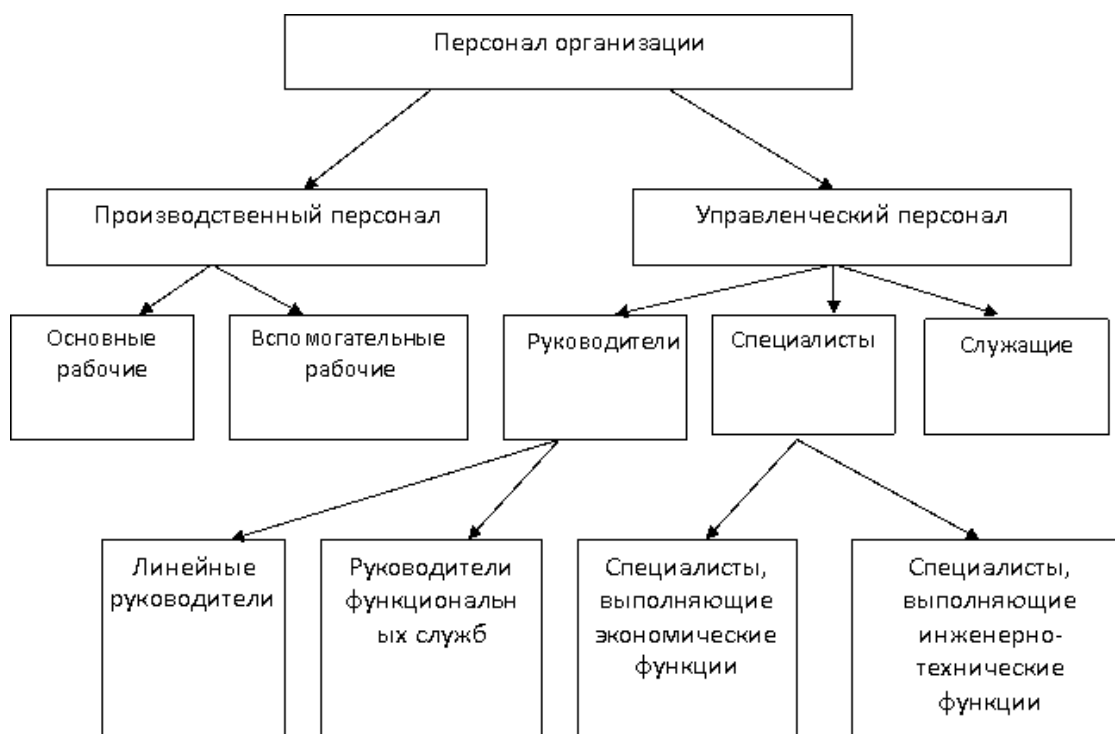 Персонал организации
Производственный персонал
Управленческий персонал
Основные
рабочие
Вспомогательные
рабочие
Руководители
Специалисты
Служащие
Линейные
руководители
Руководители
функциональн
ых служб
Специалисты,
выполняющие
экономические
функции
Специалисты,
выполняющие
инженерно-
технические
функции